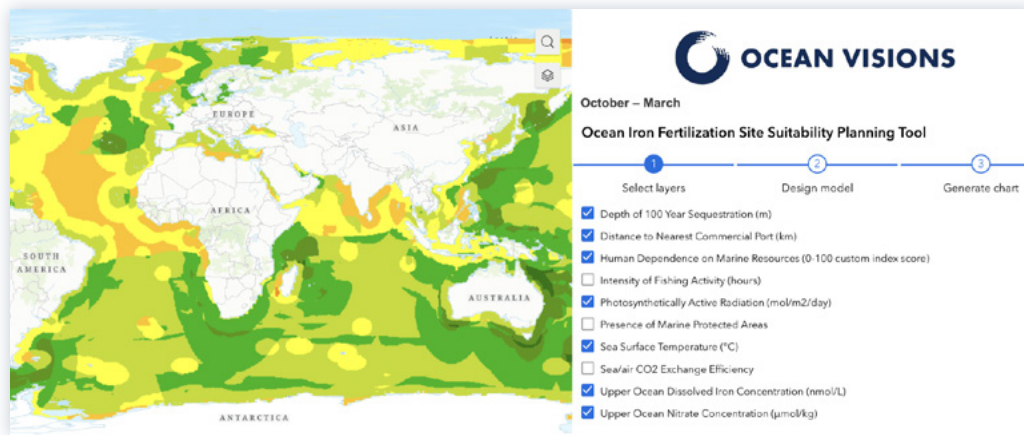 EUROPE
ASIA
AFRICA
SOUTH
AMERICA
AUSTRALIA
ANTARCTICA
OCEAN VISIONS
October – March
Ocean Iron Fertilization Site Suitability Planning Tool
1
2
3
Select layers
Design model
Generate chart
Depth of 100 Year Sequestration (m)
Distance to Nearest Commercial Port (km)
Human Dependence on Marine Resources (0-100 custom index score)
Intensity of Fishing Activity (hours)
Photosynthetically Active Radiation (mol/m2/day)
Presence of Marine Protected Areas
Sea Surface Temperature (°C)
Sea/air CO2 Exchange Efficiency
Upper Ocean Dissolved Iron Concentration (nmol/L)
Upper Ocean Nitrate Concentration (μmol/kg)